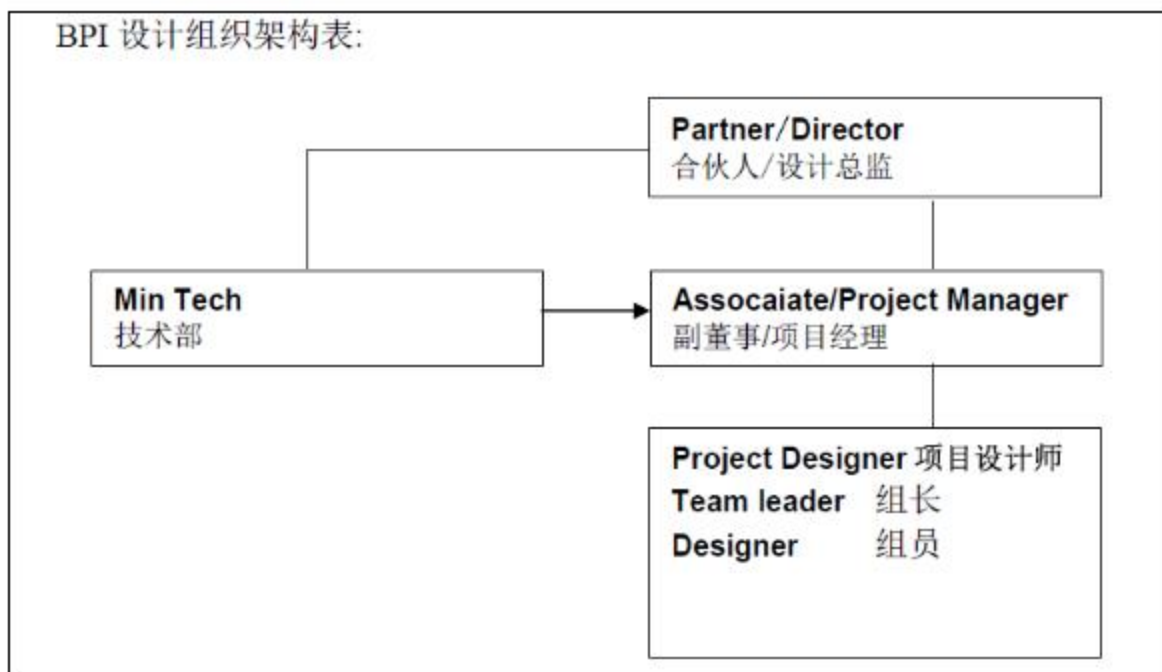 BPI 设计组织架构表:
Partner/Director
合伙人/设计总监
Min Tech
技术部
Assocaiate/Project Manager
副董事/项目经理
Project Designer 项目设计师
Team leader 组长
Designer 组员